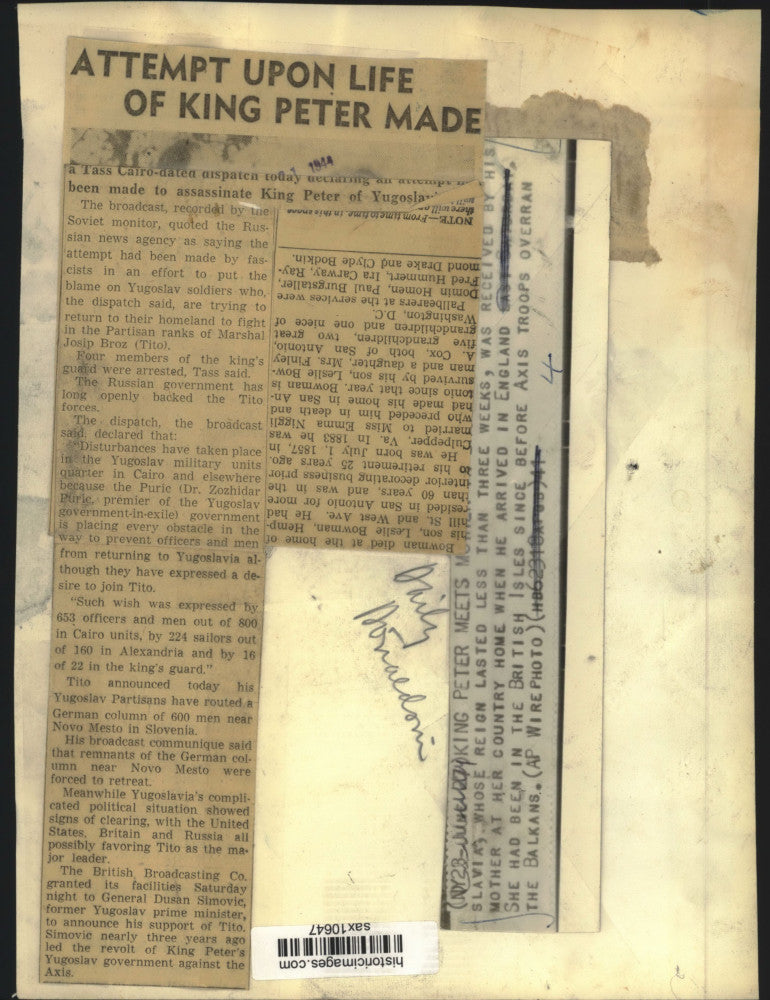 ATTEMPT UPON LIFE
OF KING PETER MADE
1944
a Tass Cairo-dated dispatch today declaring an attempt
been made to assassinate King Peter of Yugoslav
The broadcast, recorded by the
Soviet monitor, quoted the Rus-
sian news agency as saying the
attempt had been made by fas-
cists in an effort to put the
blame on Yugoslav soldiers who,
the dispatch said, are trying to
return to their homeland to fight
in the Partisan ranks of Marshal
Josip Broz (Tito).
Four members of the king's
guard were arrested, Tass said.
The Russian government has
long openly backed the Tito
forces.
The dispatch, the broadcast
said, declared that:
"Disturbances have taken place
in the Yugoslav military units
quarter in Cairo and elsewhere
because the Puric (Dr. Zozhidar
Puric, premier of the Yugoslav
government-in-exile) government
is placing every obstacle in the
way to prevent officers and men
from returning to Yugoslavia al-
though they have expressed a de-
sire to join Tito.
"Such wish was expressed by
653 officers and men out of 800
in Cairo units, by 224 sailors out
of 160 in Alexandria and by 16
of 22 in the king's guard."
Tito announced today his
Yugoslav Partisans have routed a
German column of 600 men near
Novo Mesto in Slovenia.
His broadcast communique said
that remnants of the German col-
umn near Novo Mesto were
forced to retreat.
Meanwhile Yugoslavia's compli-
cated political situation showed
signs of clearing, with the United
States, Britain and Russia all
possibly favoring Tito as the ma-
jor leader.
The British Broadcasting Co.
granted its facilities Saturday
night to General Dusan Simovic,
former Yugoslav prime minister,
to announce his support of Tito.
Simovic nearly three years ago
led the revolt of King Peter's
Yugoslav government against the
Axis.
Bowman died at the home of
his son, Leslie Bowman, Hemp-
hill St. and West Ave. He had
resided in San Antonio for more
than 60 years, and was in the
interior decorating business prior
to his retirement 25 years ago.
He was born July 1, 1857, in
Culpepper, Va. In 1883 he was
married to Miss Emma Niggli
who preceded him in death and
had made his home in San An-
tonio since that year. Bowman is
survived by his son, Leslie Bow-
man and a daughter, Mrs. Finley
A. Cox, both of San Antonio,
five grandchildren, two great
grandchildren and one niece of
Washington, D.C.
Pallbearers at the services were
Domin Homen, Paul Burgstaller,
Fred Hummert, Ira Carway, Ray-
mond Drake and Clyde Bodkin.
NOTE—From time to time in this space
there will
Daily
(NY23-)KING PETER MEETS
SLAVIA, WHOSE REIGN LASTED LESS THAN THREE WEEKS, WAS RECEIVED BY HIS
MOTHER AT HER COUNTRY HOME WHEN HE ARRIVED IN ENGLAND
SHE HAD BEEN IN THE BRITISH ISLES SINCE BEFORE AXIS TROOPS OVERRAN
THE BALKANS. (AP WIREPHOTO) 41
4
historicimages.com
sax10647